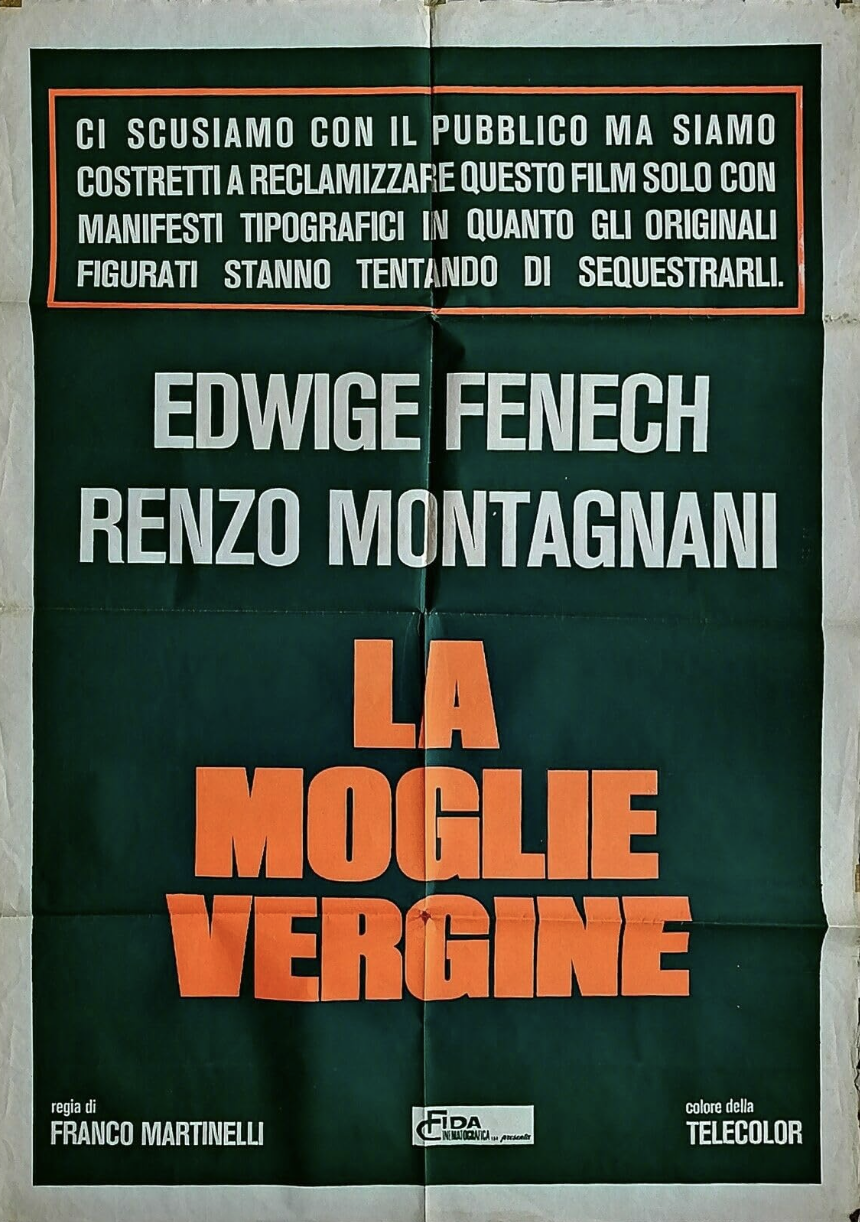 CI SCUSIAMO CON IL PUBBLICO MA SIAMO
COSTRETTI A RECLAMIZZARE QUESTO FILM SOLO CON
MANIFESTI TIPOGRAFICI IN QUANTO GLI ORIGINALI
FIGURATI STANNO TENTANDO DI SEQUESTRARLI.
EDWIGE FENECH
RENZO MONTAGNANI
LA
MOGLIE
VERGINE
regia di
FRANCO MARTINELLI
FIDA
CINEMATOGRAFICA spa presenta
colore della
TELECOLOR